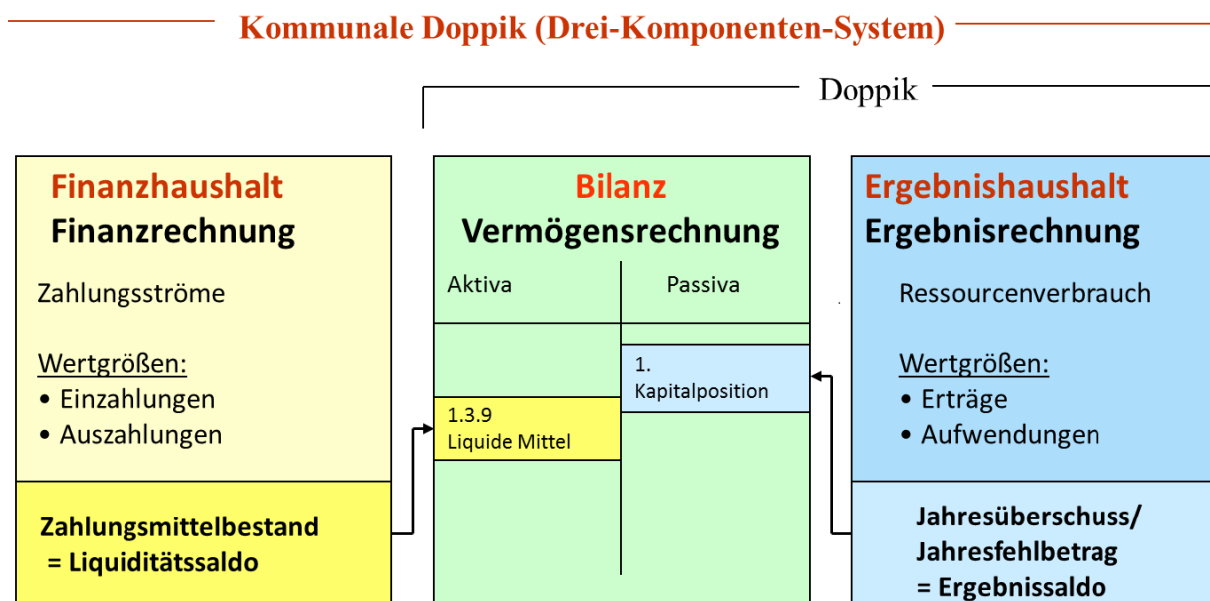 Kommunale Doppik (Drei-Komponenten-System)
Doppik
Finanzhaushalt
Finanzrechnung
Zahlungsströme
Wertgrößen:
• Einzahlungen
• Auszahlungen
Zahlungsmittelbestand
= Liquiditätssaldo
Bilanz
Vermögensrechnung
Aktiva
Passiva
1.
Kapitalposition
1.3.9
Liquide Mittel
Ergebnishaushalt
Ergebnisrechnung
Ressourcenverbrauch
Wertgrößen:
• Erträge
• Aufwendungen
Jahresüberschuss/
Jahresfehlbetrag
= Ergebnissaldo